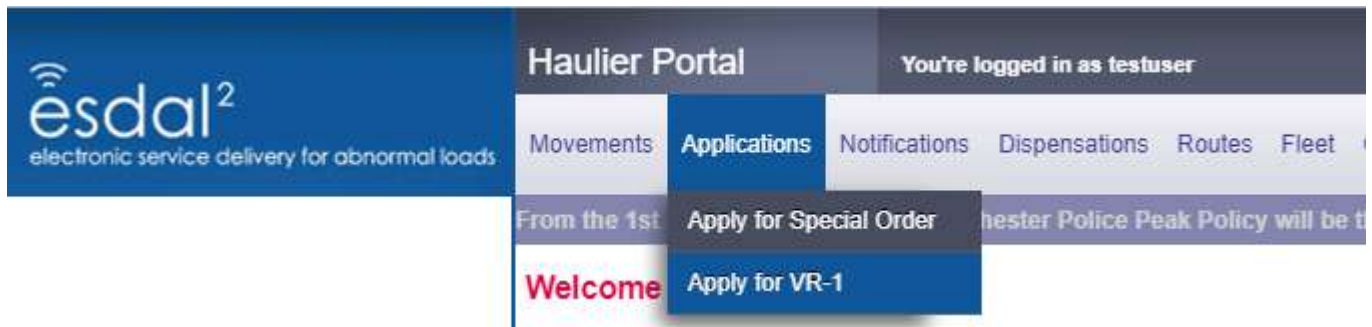 esdal2
electronic service delivery for abnormal loads
Haulier Portal
You're logged in as testuser
Movements Applications Notifications Dispensations Routes Fleet
Apply for Special Order
Apply for VR-1
From the 1st hester Police Peak Policy will be
Welcome